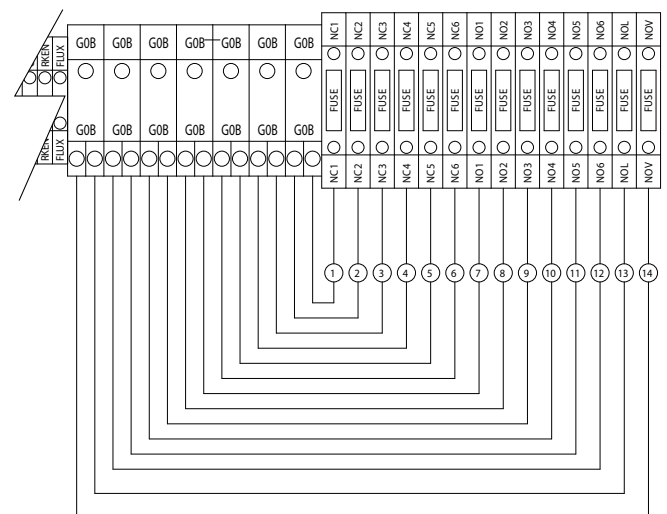 NC1 NC2 NC3 NC4 NC5 NC6 NO1 NO2 NO3 NO4 NO5 NO6 NOL NOV
RKEN FLUX G0B G0B G0B G0B G0B G0B G0B
FUSE FUSE FUSE FUSE FUSE FUSE FUSE FUSE FUSE FUSE FUSE FUSE FUSE FUSE
RKEN FLUX G0B G0B G0B G0B G0B G0B G0B
NC1 NC2 NC3 NC4 NC5 NC6 NO1 NO2 NO3 NO4 NO5 NO6 NOL NOV
1 2 3 4 5 6 7 8 9 10 11 12 13 14